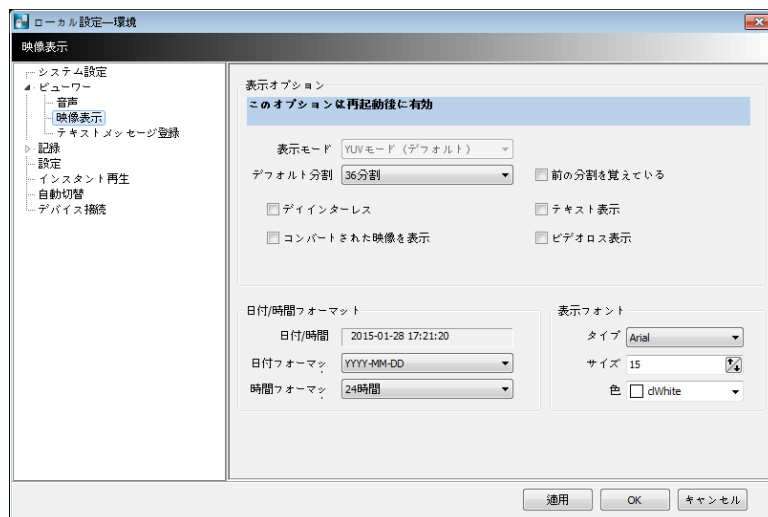 ローカル設定—環境
映像表示
システム設定
ビューワー
音声
映像表示
テキストメッセージ登録
記録
設定
インスタント再生
自動切替
デバイス接続
表示オプション
このオプションは再起動後に有効
表示モード YUVモード（デフォルト）
デフォルト分割 36分割 前の分割を覚えている
ディインターレス テキスト表示
コンバートされた映像を表示 ビデオロス表示
日付/時間フォーマット
日付/時間 2015-01-28 17:21:20
日付フォーマッ YYYY-MM-DD
時間フォーマッ 24時間
表示フォント
タイプ Arial
サイズ 15
色 clWhite
適用 OK キャンセル